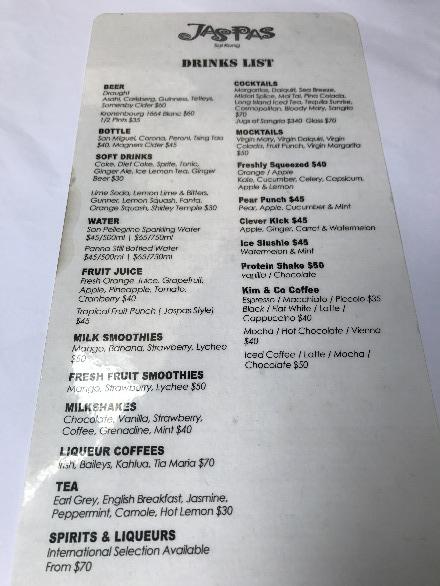 JASPAS
Sai Kung
DRINKS LIST
BEER
Draught
Asahi, Carlsberg, Guinness, Tetleys,
Somersby Cider $60
Kronenbourg 1664 Blanc $60
1/2 Pints $35
BOTTLE
San Miguel, Corona, Peroni, Tsing Tao
$40, Magners Cider $45
SOFT DRINKS
Coke, Diet Coke, Sprite, Tonic,
Ginger Ale, Ice Lemon Tea, Ginger
Beer $30
Lime Soda, Lemon Lime & Bitters,
Gunner, Lemon Squash, Fanta,
Orange Squash, Shirley Temple $30
WATER
San Pellegrino Sparkling Water
$45/500ml | $65/750ml
Panna Still Bottled Water
$45/500ml | $65/750ml
FRUIT JUICE
Fresh Orange Juice, Grapefruit,
Apple, Pineapple, Tomato,
Cranberry $40
Tropical Fruit Punch ( Jaspas Style)
$45
MILK SMOOTHIES
Mango, Banana, Strawberry, Lychee
$50
FRESH FRUIT SMOOTHIES
Mango, Strawburry, Lychee $50
MILKSHAKES
Chocolate, Vanilla, Strawberry,
Coffee, Grenadine, Mint $40
LIQUEUR COFFEES
Irish, Baileys, Kahlua, Tia Maria $70
TEA
Earl Grey, English Breakfast, Jasmine,
Peppermint, Camole, Hot Lemon $30
SPIRITS & LIQUEURS
International Selection Available
From $70
COCKTAILS
Margaritas, Daiquiri, Sea Breeze,
Midori Splice, Mai Tai, Pina Colada,
Long Island Iced Tea, Tequila Sunrise,
Cosmopolitan, Bloody Mary, Sangria
$70
Jugs of Sangria $340 Glass $70
MOCKTAILS
Virgin Mary, Virgin Daiquiri, Virgin
Colada, Fruit Punch, Virgin Margarita
$50
Freshly Squeezed $40
Orange / Apple
Kale, Cucumber, Celery, Capsicum,
Apple & Lemon
Pear Punch $45
Pear, Apple, Cucumber & Mint
Clever Kick $45
Apple, Ginger, Carrot & Watermelon
Ice Slushie $45
Watermelon & Mint
Protein Shake $50
vanilla / Chocolate
Kim & Co Coffee
Espresso / Macchiato / Piccolo $35
Black / Flat White / Latte /
Cappuccino $40
Mocha / Hot Chocolate / Vienna
$40
Iced Coffee / Latte / Mocha /
Chocolate $50